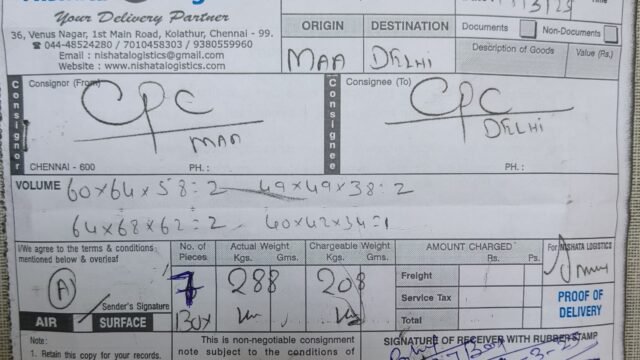 Your Delivery Partner
36, Venus Nagar, 1st Main Road, Kolathur, Chennai - 99.
☎ 044-48524280 / 7010458303 / 9380559960
Email : nishatalogistics@gmail.com
Website : www.nishatalogistics.com
ORIGIN DESTINATION
MAA DELHI
Documents Non-Documents
Description of Goods Value (Rs.)
Consignor
Consignor (From)
CPC
MAA
CHENNAI - 600 PH. :
Consignee
Consignee (To)
CPC
DELHI
PH. :
VOLUME 60×64×58=2 49×49×38=2
64×68×62=2 40×42×34=1
I/We agree to the terms & conditions
mentioned below & overleaf
A
Sender's Signature
AIR SURFACE
No. of Pieces
7
Box
Actual Weight
Kgs. Gms.
288
Chargeable Weight
Kgs. Gms.
208
AMOUNT CHARGED
Rs. Ps.
Freight
Service Tax
Total
For NISHATA LOGISTICS
PROOF OF
DELIVERY
Note:
1. Retain this copy for your records.
This is non-negotiable consignment
note subject to the conditions of
SIGNATURE OF RECEIVER WITH RUBBER STAMP